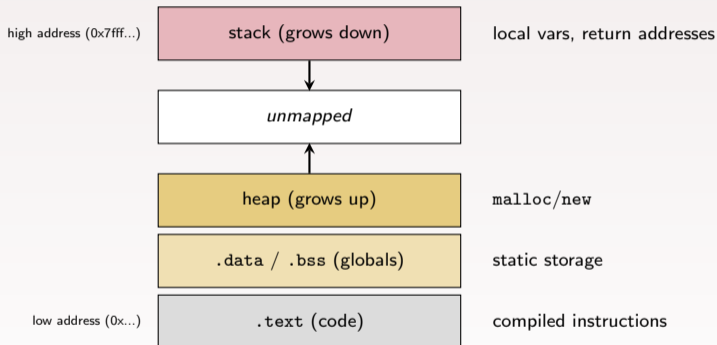 high address (0x7fff...) stack (grows down) local vars, return addresses
unmapped
heap (grows up) malloc/new
.data / .bss (globals) static storage
low address (0x...) .text (code) compiled instructions